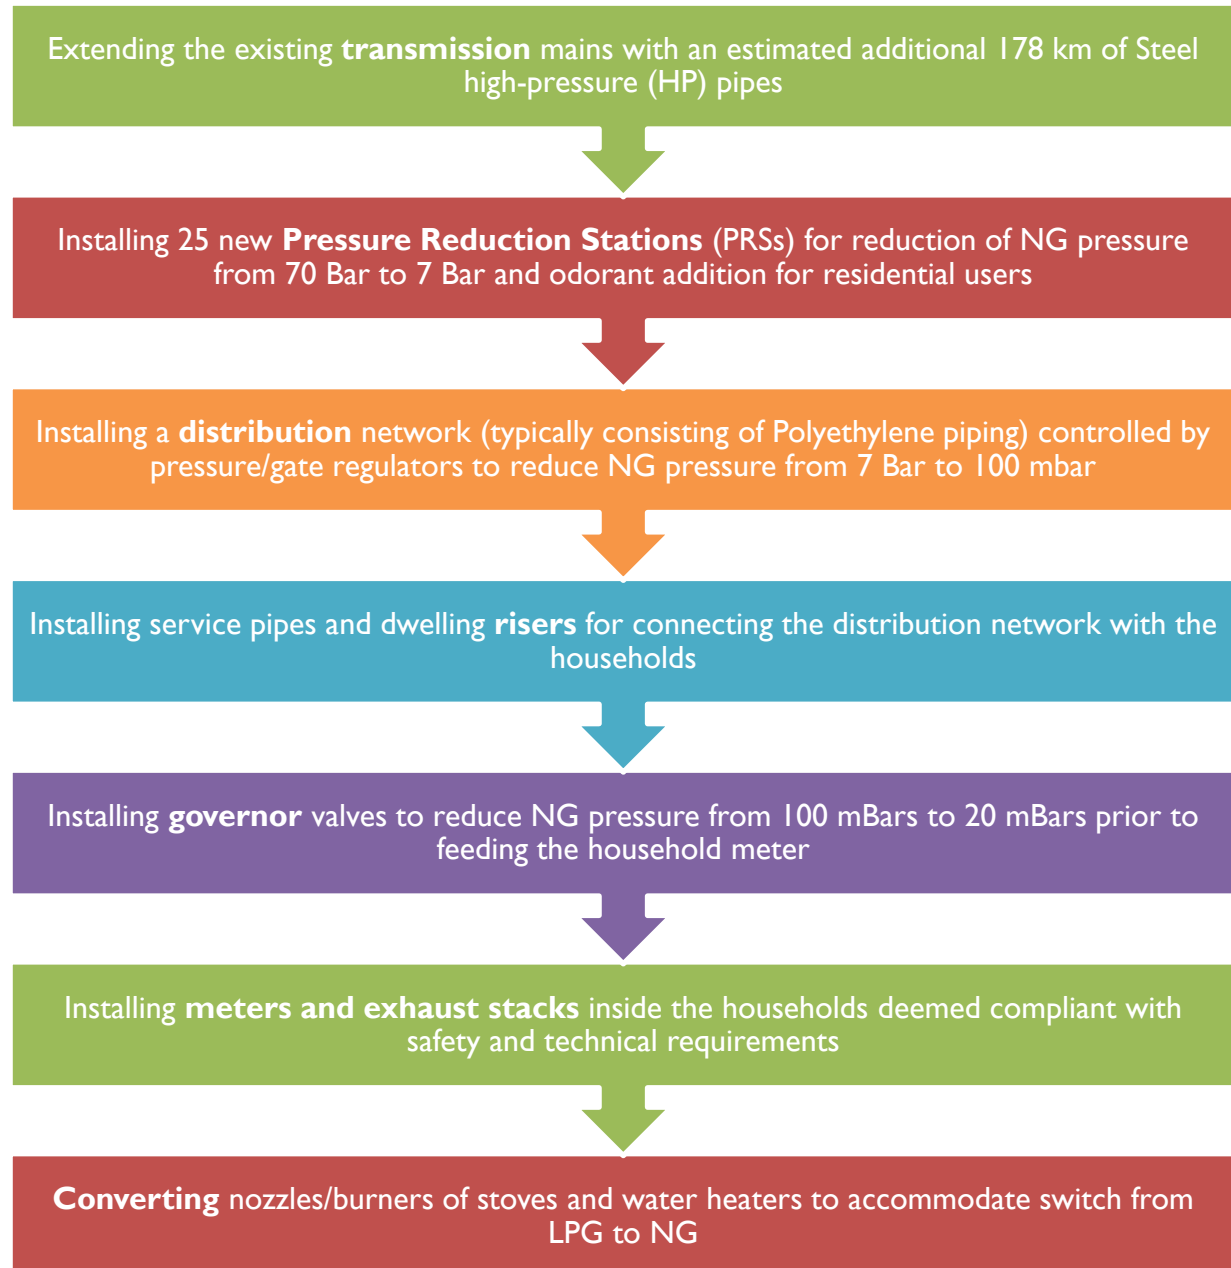 Extending the existing transmission mains with an estimated additional 178 km of Steel
high-pressure (HP) pipes
Installing 25 new Pressure Reduction Stations (PRSs) for reduction of NG pressure
from 70 Bar to 7 Bar and odorant addition for residential users
Installing a distribution network (typically consisting of Polyethylene piping) controlled by
pressure/gate regulators to reduce NG pressure from 7 Bar to 100 mbar
Installing service pipes and dwelling risers for connecting the distribution network with the
households
Installing governor valves to reduce NG pressure from 100 mBars to 20 mBars prior to
feeding the household meter
Installing meters and exhaust stacks inside the households deemed compliant with
safety and technical requirements
Converting nozzles/burners of stoves and water heaters to accommodate switch from
LPG to NG